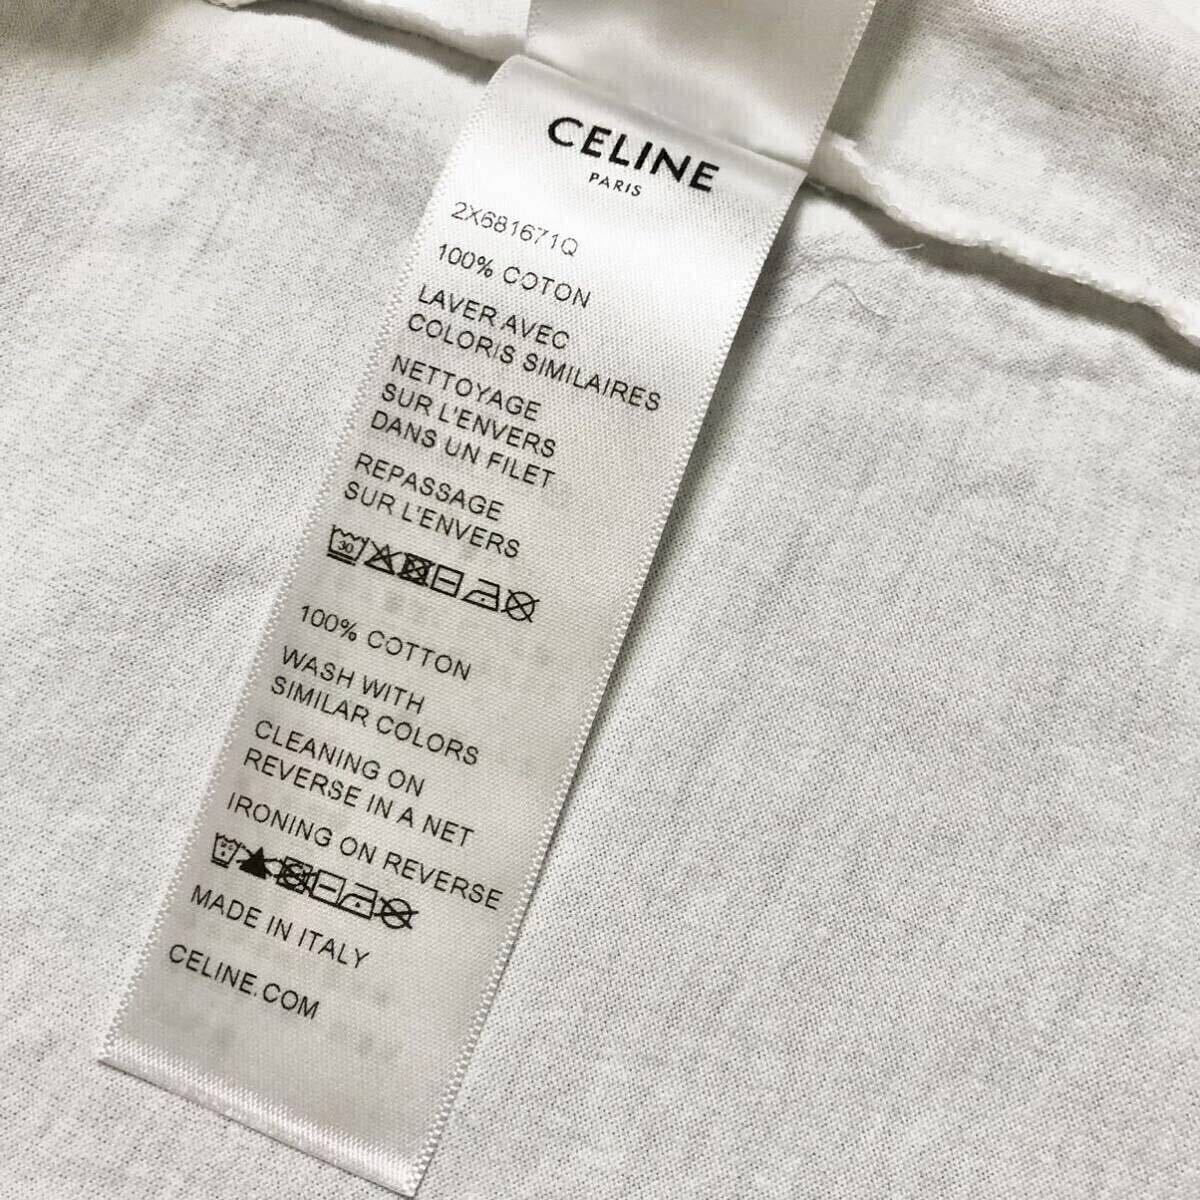 CELINE
PARIS
2X681671Q
100% COTON
LAVER AVEC
COLORIS SIMILAIRES
NETTOYAGE
SUR L'ENVERS
DANS UN FILET
REPASSAGE
SUR L'ENVERS
30
100% COTTON
WASH WITH
SIMILAR COLORS
CLEANING ON
REVERSE IN A NET
IRONING ON REVERSE
MADE IN ITALY
CELINE.COM